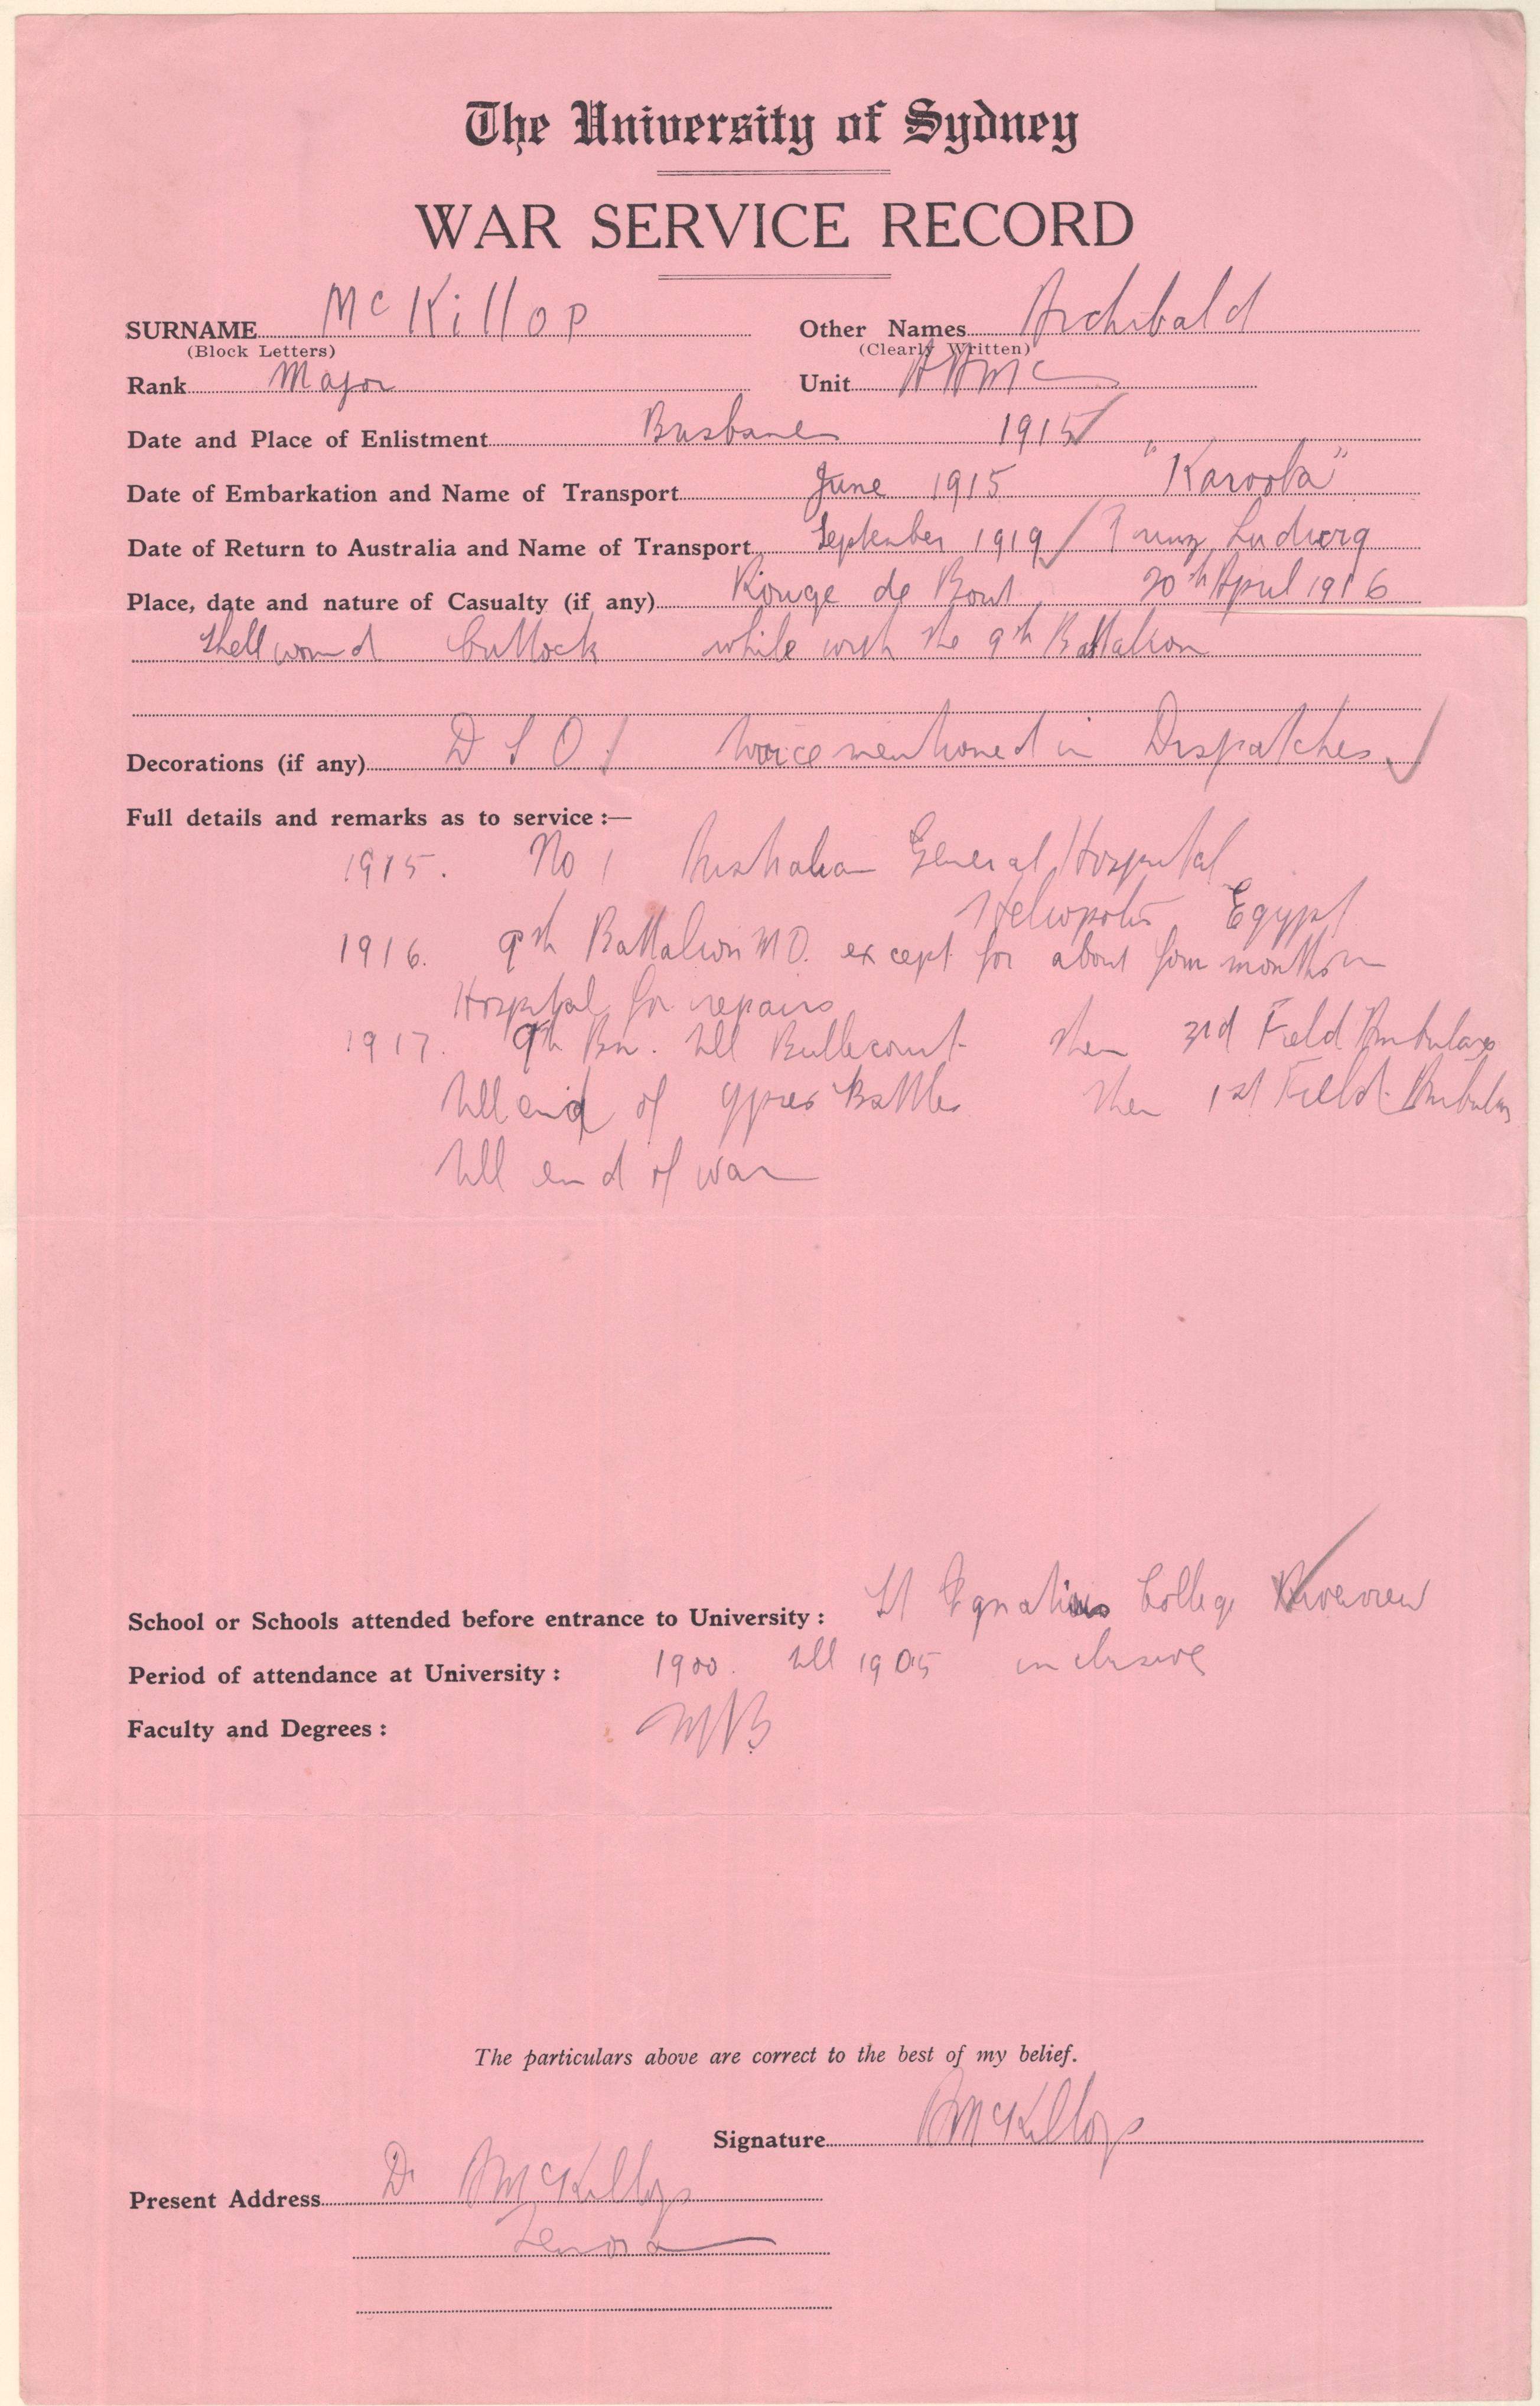 The University of Sydney
WAR SERVICE RECORD
SURNAME McKillop Other Names Archibald
(Block Letters) (Clearly Written)
Rank Major Unit AAMC
Date and Place of Enlistment Brisbane 1915
Date of Embarkation and Name of Transport June 1915 "Karoola"
Date of Return to Australia and Name of Transport September 1919 Prinz Ludwig
Place, date and nature of Casualty (if any) Rouge de Bout 20th April 1916
Shell wound buttock while with the 9th Battalion
Decorations (if any) D S O. twice mentioned in Dispatches
Full details and remarks as to service :—
1915. No 1 Australian General Hospital
Heliopolis Egypt
1916. 9th Battalion M O. except for about four months in
Hospital for repairs
1917. 9th Bn. till Bullecourt then 3rd Field Ambulance
till end of Ypres Battles then 1st Field Ambulance
till end of war
School or Schools attended before entrance to University : St Ignatius College Riverview
Period of attendance at University : 1900. till 1905 inclusive
Faculty and Degrees : MB
The particulars above are correct to the best of my belief.
Signature AMcKillop
Present Address Dr AMcKillop
Temora